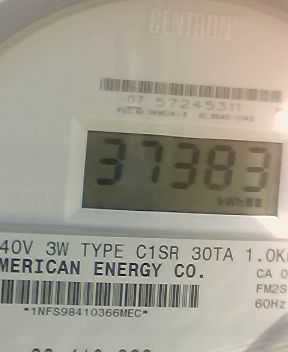 CENTRON
07 57245311
37383
kWh
40V 3W TYPE C1SR 30TA 1.0K
MERICAN ENERGY CO.
CA 0
FM2S
60Hz
*1NFS98410366MEC*